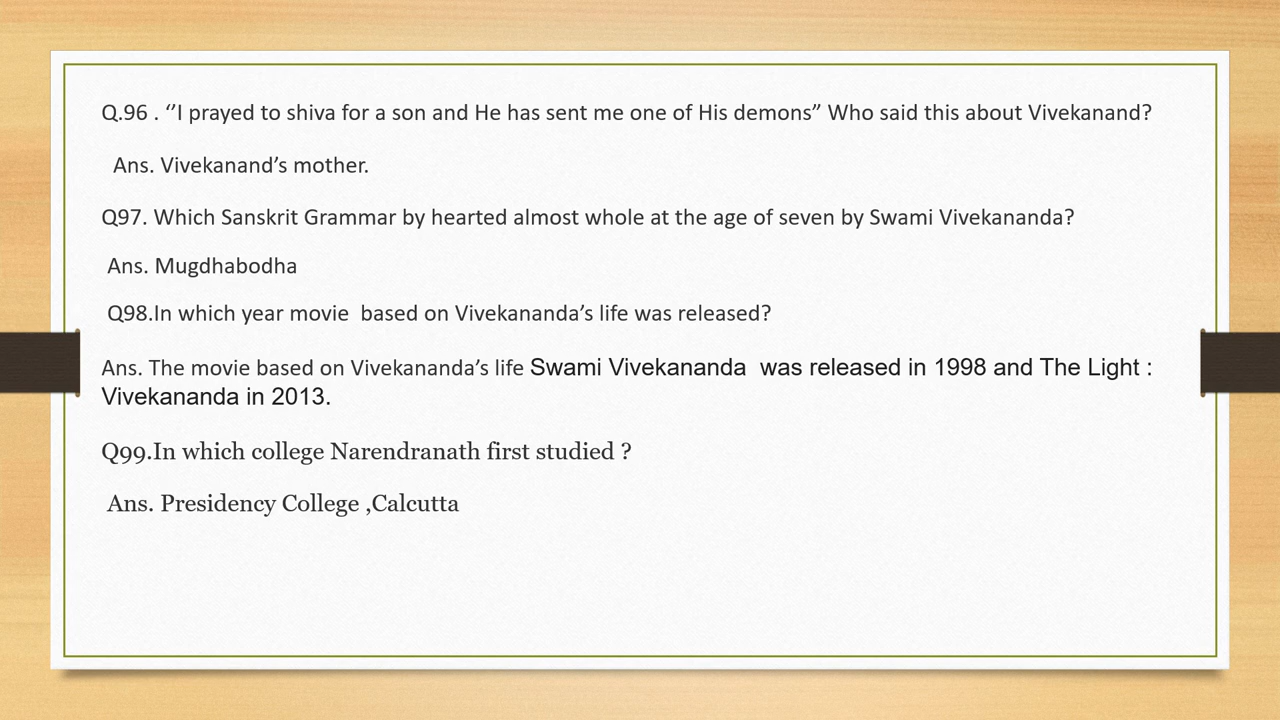 Q.96 . ‘’I prayed to shiva for a son and He has sent me one of His demons” Who said this about Vivekanand?
Ans. Vivekanand’s mother.
Q97. Which Sanskrit Grammar by hearted almost whole at the age of seven by Swami Vivekananda?
Ans. Mugdhabodha
Q98.In which year movie  based on Vivekananda’s life was released?
Ans. The movie based on Vivekananda’s life Swami Vivekananda  was released in 1998 and The Light :
Vivekananda in 2013.
Q99.In which college Narendranath first studied ?
Ans. Presidency College ,Calcutta